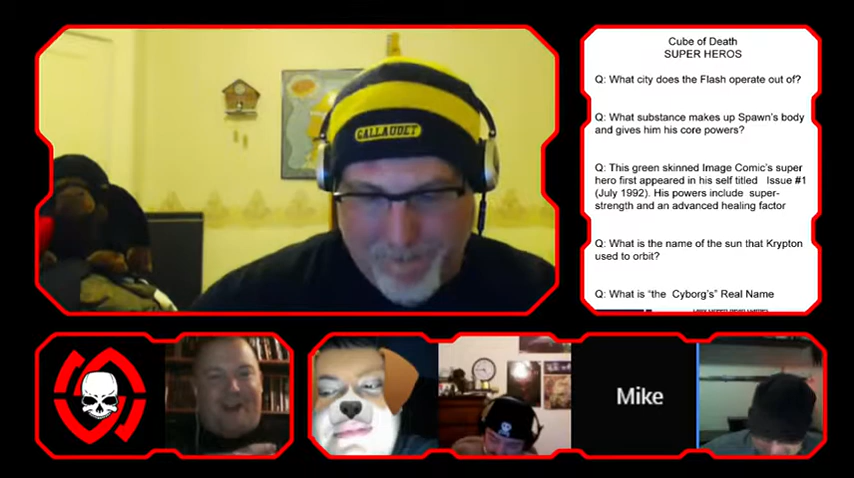 Cube of Death
SUPER HEROS
Q: What city does the Flash operate out of?
Q: What substance makes up Spawn's body
and gives him his core powers?
Q: This green skinned Image Comic's super
hero first appeared in his self titled Issue #1
(July 1992). His powers include super-
strength and an advanced healing factor
Q: What is the name of the sun that Krypton
used to orbit?
Q: What is "the Cyborg's" Real Name
GALLAUDET
Mike